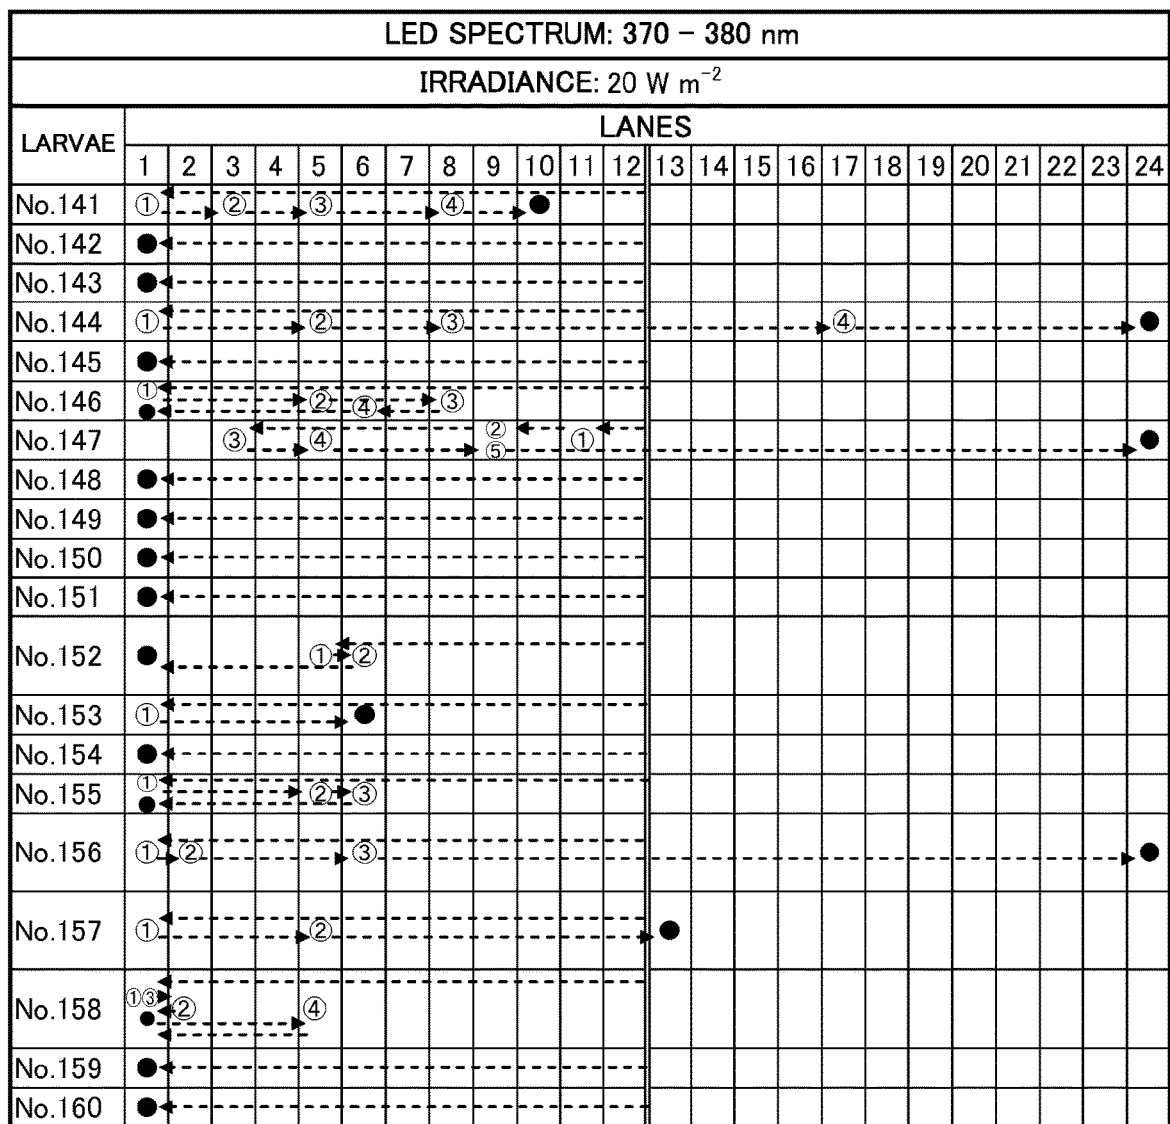 LED SPECTRUM: 370 – 380 nm
IRRADIANCE: 20 W m⁻²
LARVAE
LANES
1 2 3 4 5 6 7 8 9 10 11 12 13 14 15 16 17 18 19 20 21 22 23 24
No.141 ① ② ③ ④
No.142
No.143
No.144 ① ② ③ ④
No.145
No.146 ① ② ④ ③
No.147 ③ ④ ② ⑤ ①
No.148
No.149
No.150
No.151
No.152 ① ②
No.153 ①
No.154
No.155 ① ② ③
No.156 ① ② ③
No.157 ① ②
No.158 ①③ ② ④
No.159
No.160